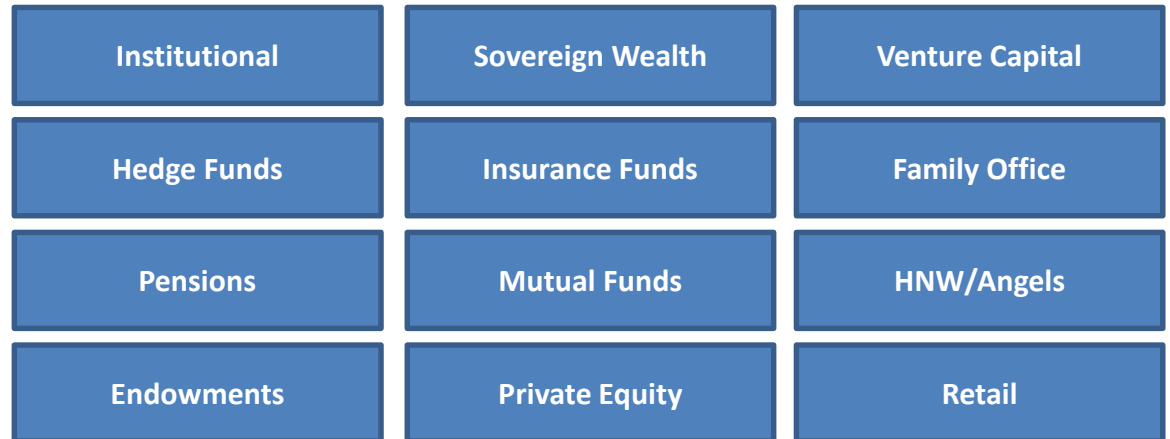 Institutional
Sovereign Wealth
Venture Capital
Hedge Funds
Insurance Funds
Family Office
Pensions
Mutual Funds
HNW/Angels
Endowments
Private Equity
Retail